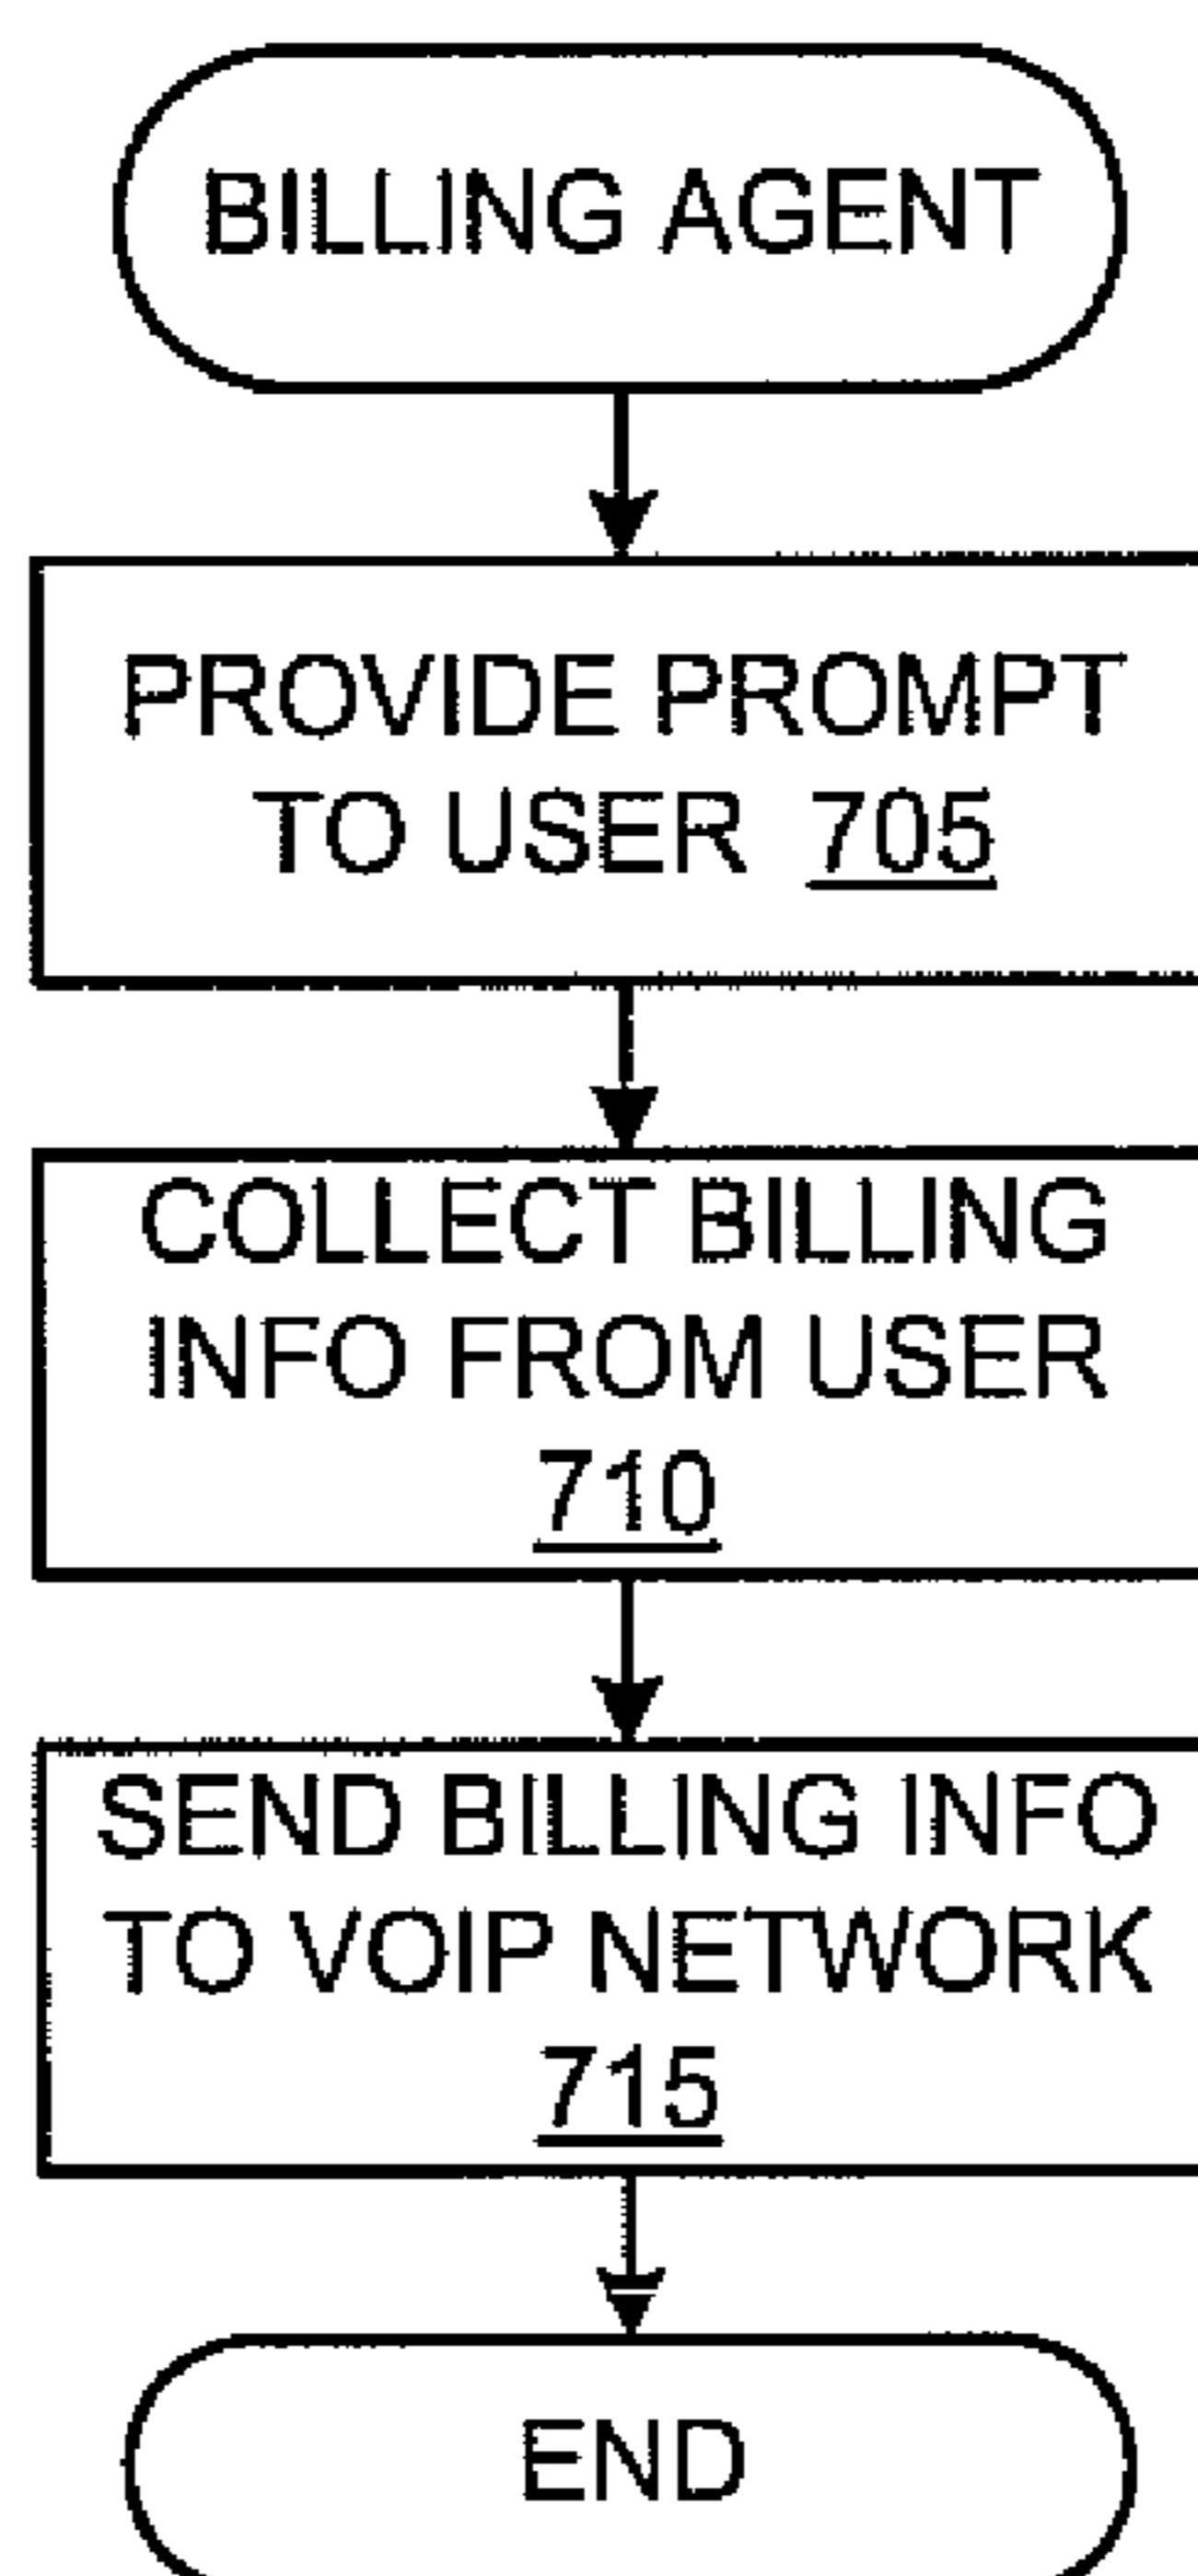 BILLING AGENT
PROVIDE PROMPT
TO USER 705
COLLECT BILLING
INFO FROM USER
710
SEND BILLING INFO
TO VOIP NETWORK
715
END